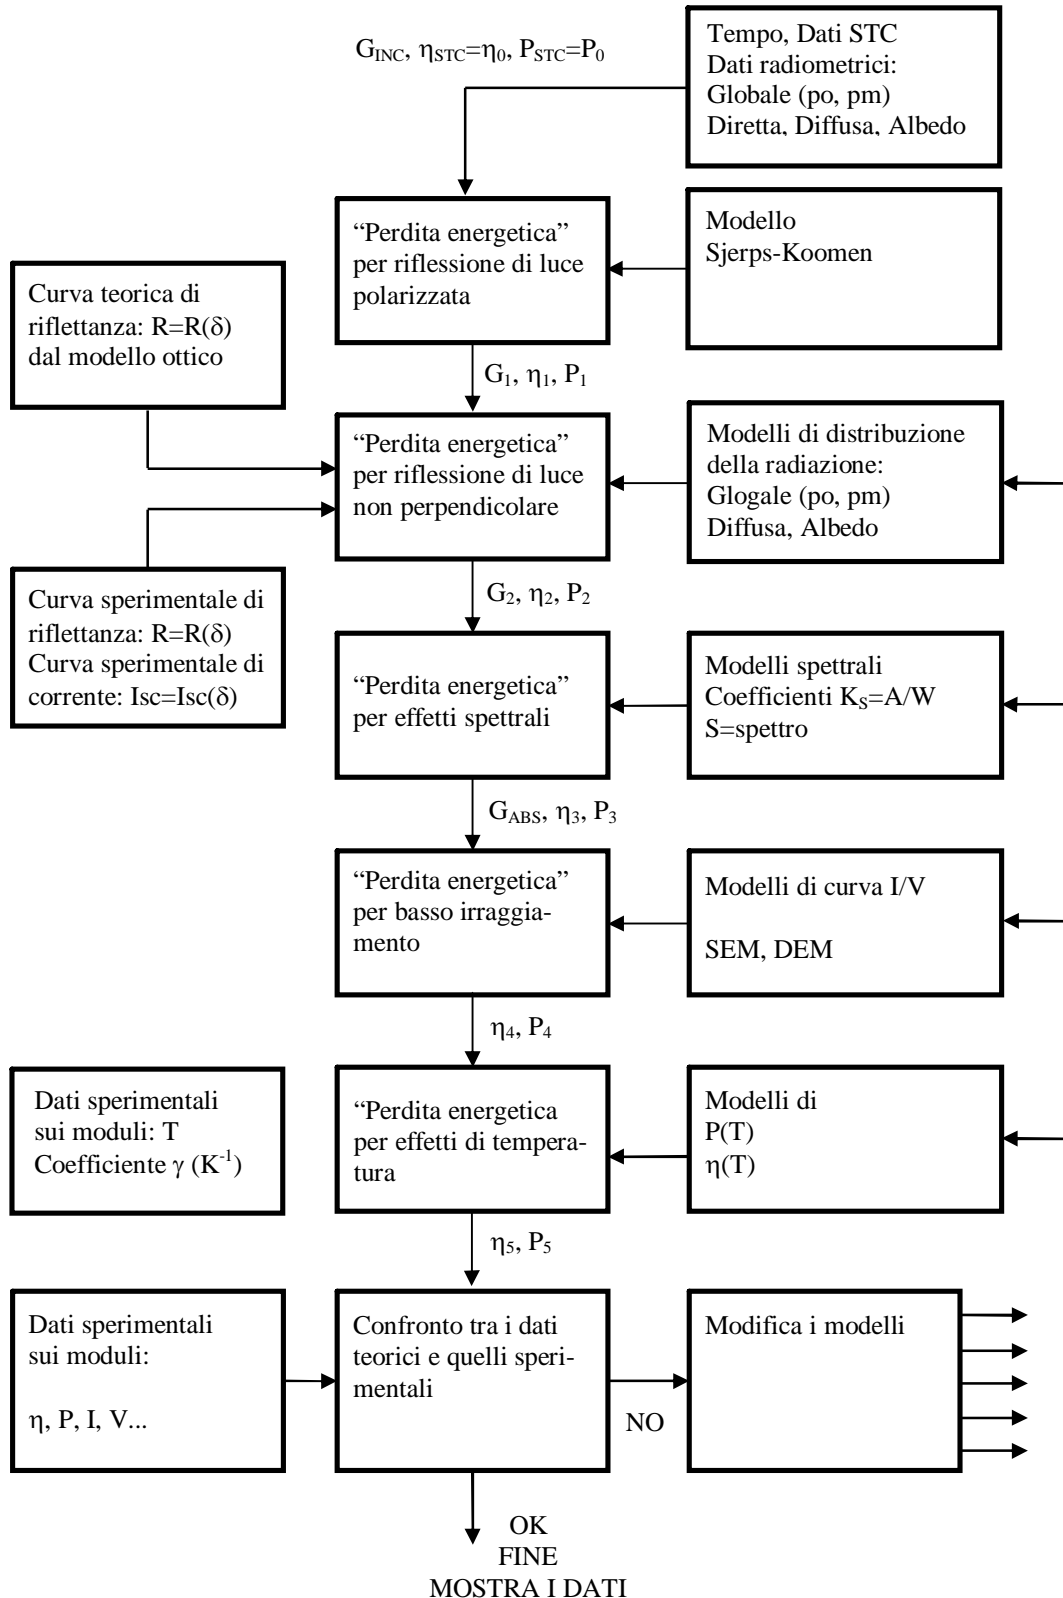 G_INC, η_STC=η_0, P_STC=P_0
Tempo, Dati STC
Dati radiometrici:
Globale (po, pm)
Diretta, Diffusa, Albedo
“Perdita energetica”
per riflessione di luce
polarizzata
Modello
Sjerps-Koomen
Curva teorica di
riflettanza: R=R(δ)
dal modello ottico
G_1, η_1, P_1
“Perdita energetica”
per riflessione di luce
non perpendicolare
Modelli di distribuzione
della radiazione:
Glogale (po, pm)
Diffusa, Albedo
Curva sperimentale di
riflettanza: R=R(δ)
Curva sperimentale di
corrente: Isc=Isc(δ)
G_2, η_2, P_2
“Perdita energetica”
per effetti spettrali
Modelli spettrali
Coefficienti K_S=A/W
S=spettro
G_ABS, η_3, P_3
“Perdita energetica”
per basso irraggia-
mento
Modelli di curva I/V
SEM, DEM
η_4, P_4
Dati sperimentali
sui moduli: T
Coefficiente γ (K^-1)
“Perdita energetica
per effetti di tempera-
tura
Modelli di
P(T)
η(T)
η_5, P_5
Dati sperimentali
sui moduli:
η, P, I, V...
Confronto tra i dati
teorici e quelli speri-
mentali
NO
Modifica i modelli
OK
FINE
MOSTRA I DATI